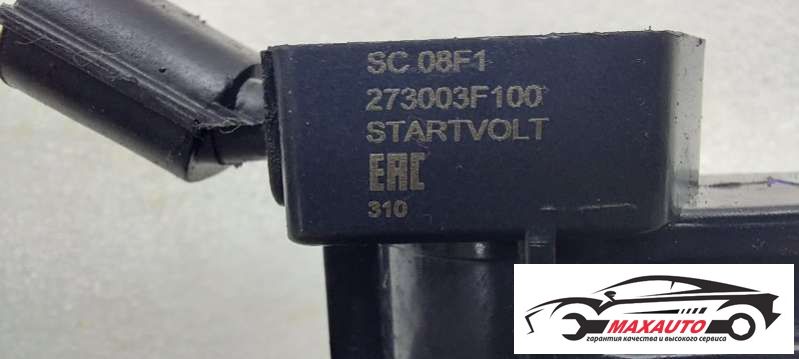 SC 08F1
273003F100
STARTVOLT
EAC
310
MAXAUTO
гарантия качества и высокого сервиса